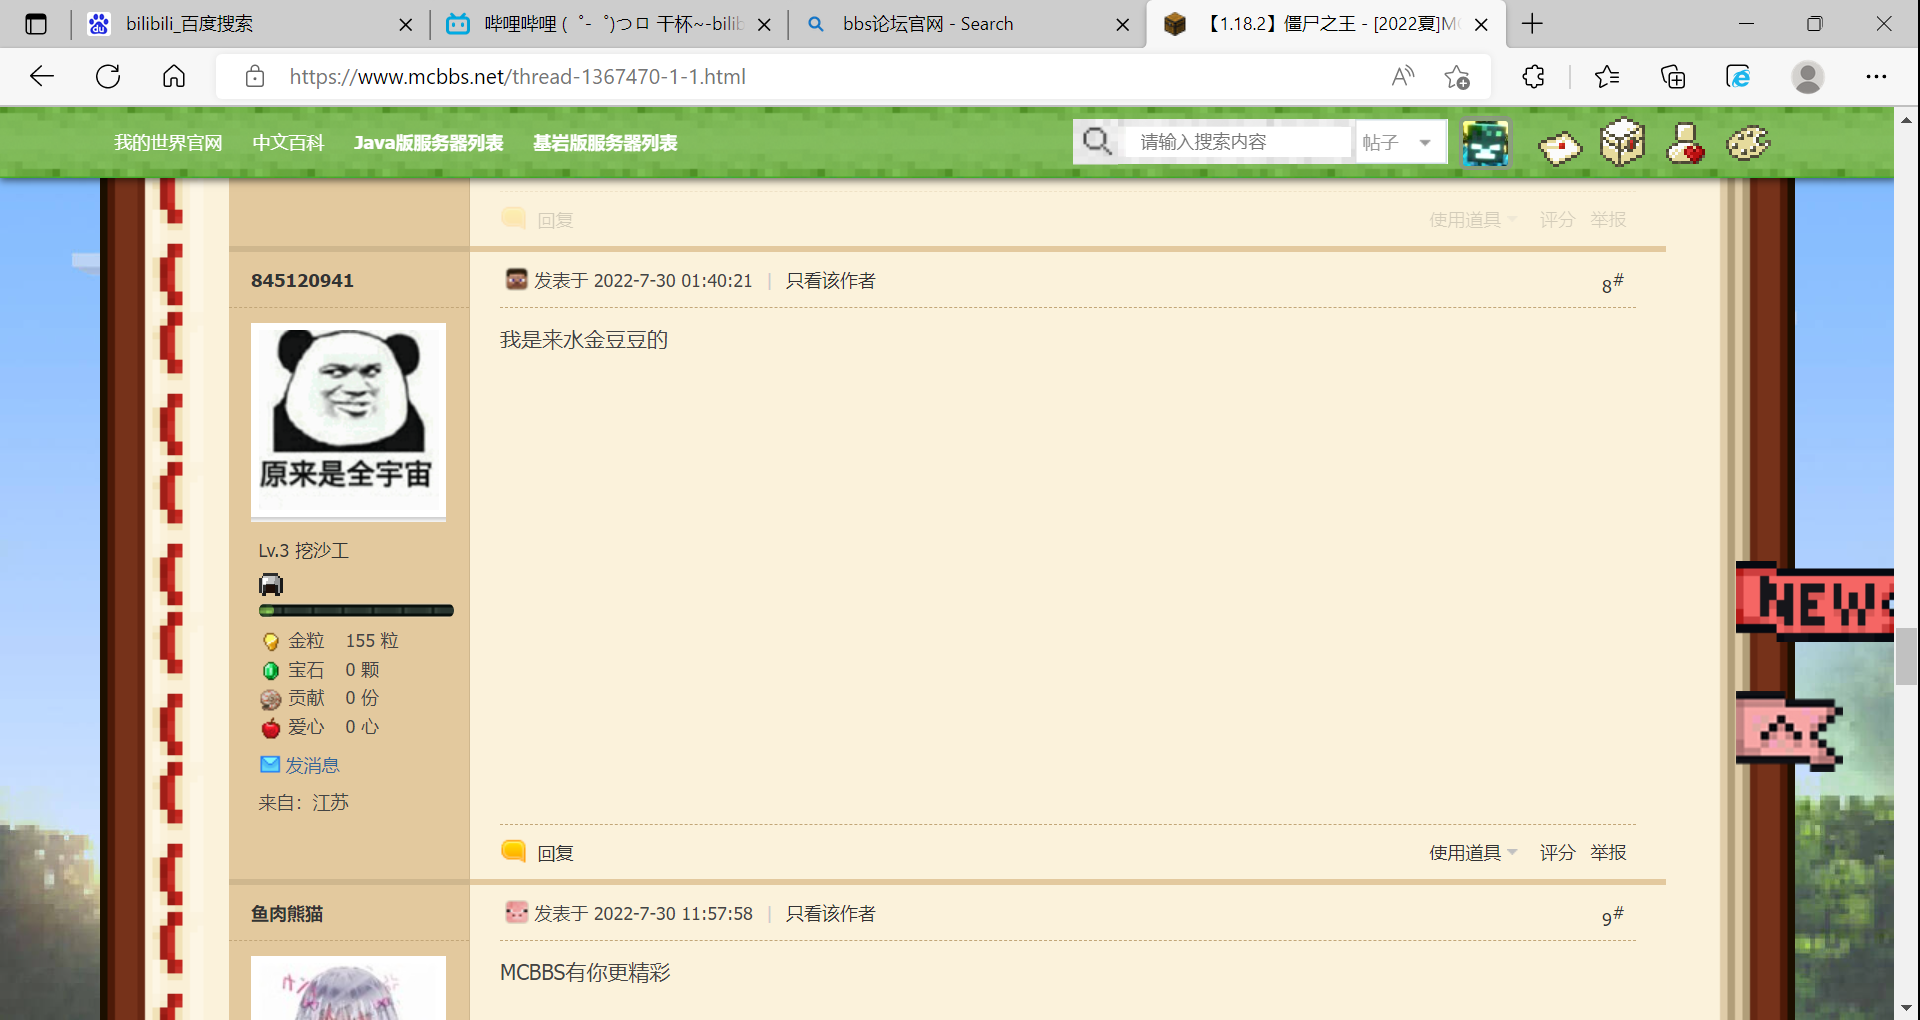 bilibili_百度搜索
哔哩哔哩 (゜-゜)つロ 干杯~-bilib
bbs论坛官网 - Search
【1.18.2】僵尸之王 - [2022夏]MC
https://www.mcbbs.net/thread-1367470-1-1.html
我的世界官网 中文百科 Java版服务器列表 基岩版服务器列表 请输入搜索内容 帖子
回复 使用道具 评分 举报
845120941 发表于 2022-7-30 01:40:21 | 只看该作者 8#
我是来水金豆豆的
原来是全宇宙
Lv.3 挖沙工
金粒 155 粒
宝石 0 颗
贡献 0 份
爱心 0 心
发消息
来自：江苏
NEW
回复 使用道具 评分 举报
鱼肉熊猫 发表于 2022-7-30 11:57:58 | 只看该作者 9#
MCBBS有你更精彩